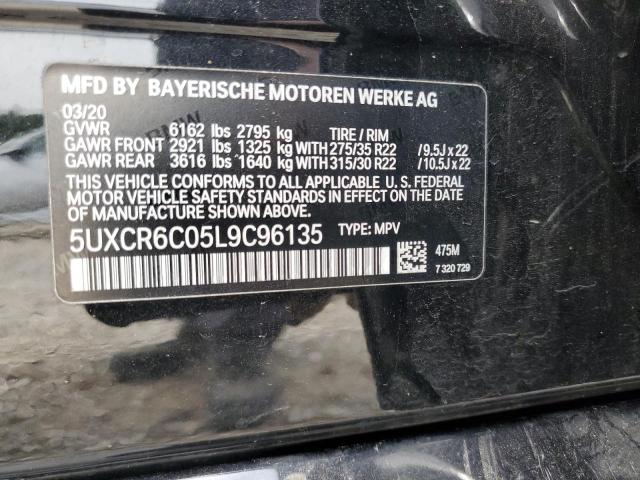 MFD BY BAYERISCHE MOTOREN WERKE AG
03/20
GVWR 6162 lbs 2795 kg TIRE / RIM
GAWR FRONT 2921 lbs 1325 kg WITH 275/35 R22 / 9.5J x 22
GAWR REAR 3616 lbs 1640 kg WITH 315/30 R22 / 10.5J x 22
THIS VEHICLE CONFORMS TO ALL APPLICABLE U. S. FEDERAL
MOTOR VEHICLE SAFETY STANDARDS IN EFFECT ON THE DATE
OF MANUFACTURE SHOWN ABOVE.
5UXCR6C05L9C96135 TYPE: MPV
475M
7 320 729